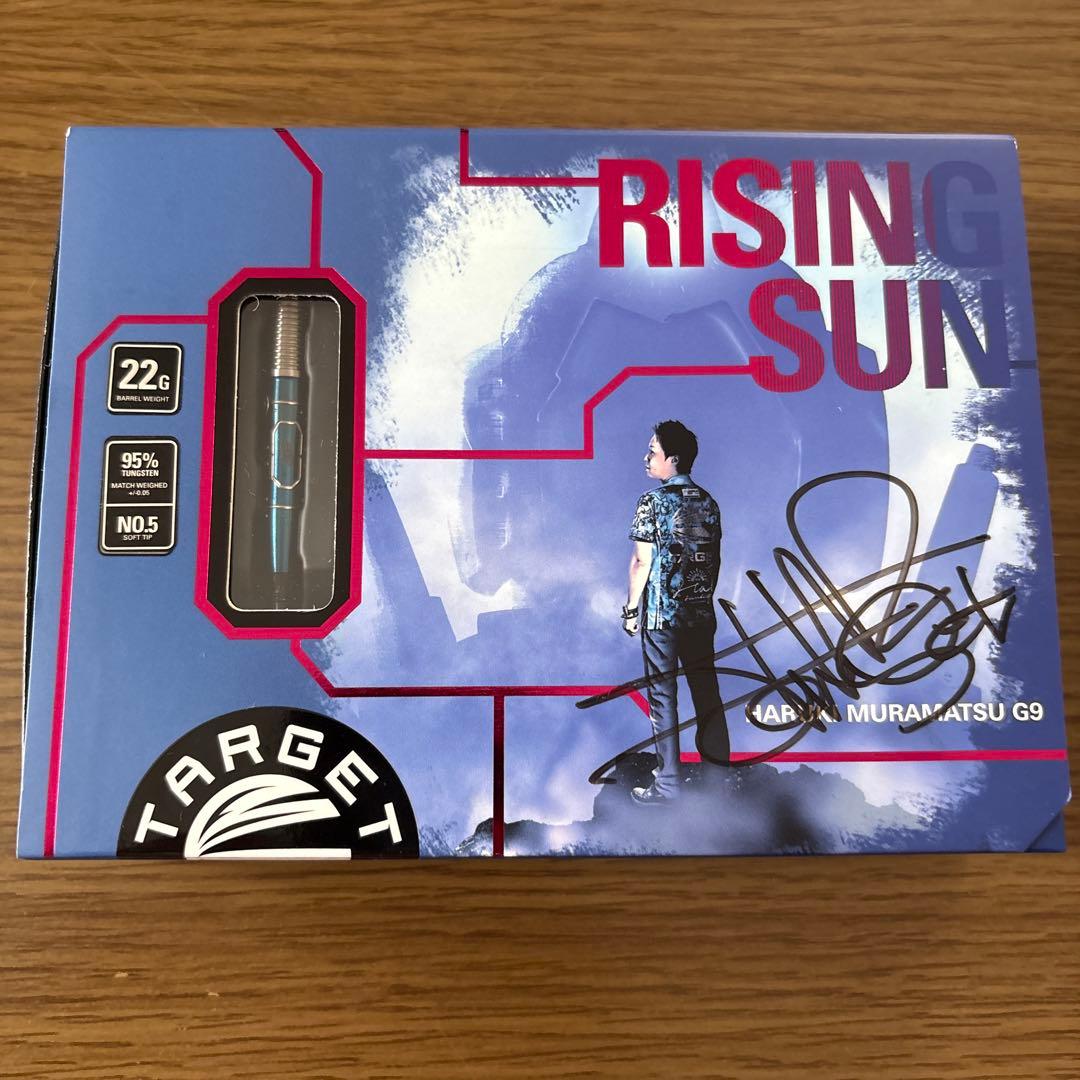 RISING
SUN
22G
BARREL WEIGHT
95%
TUNGSTEN
MATCH WEIGHED
+/-0.05
NO.5
SOFT TIP
HARUKI MURAMATSU G9
TARGET